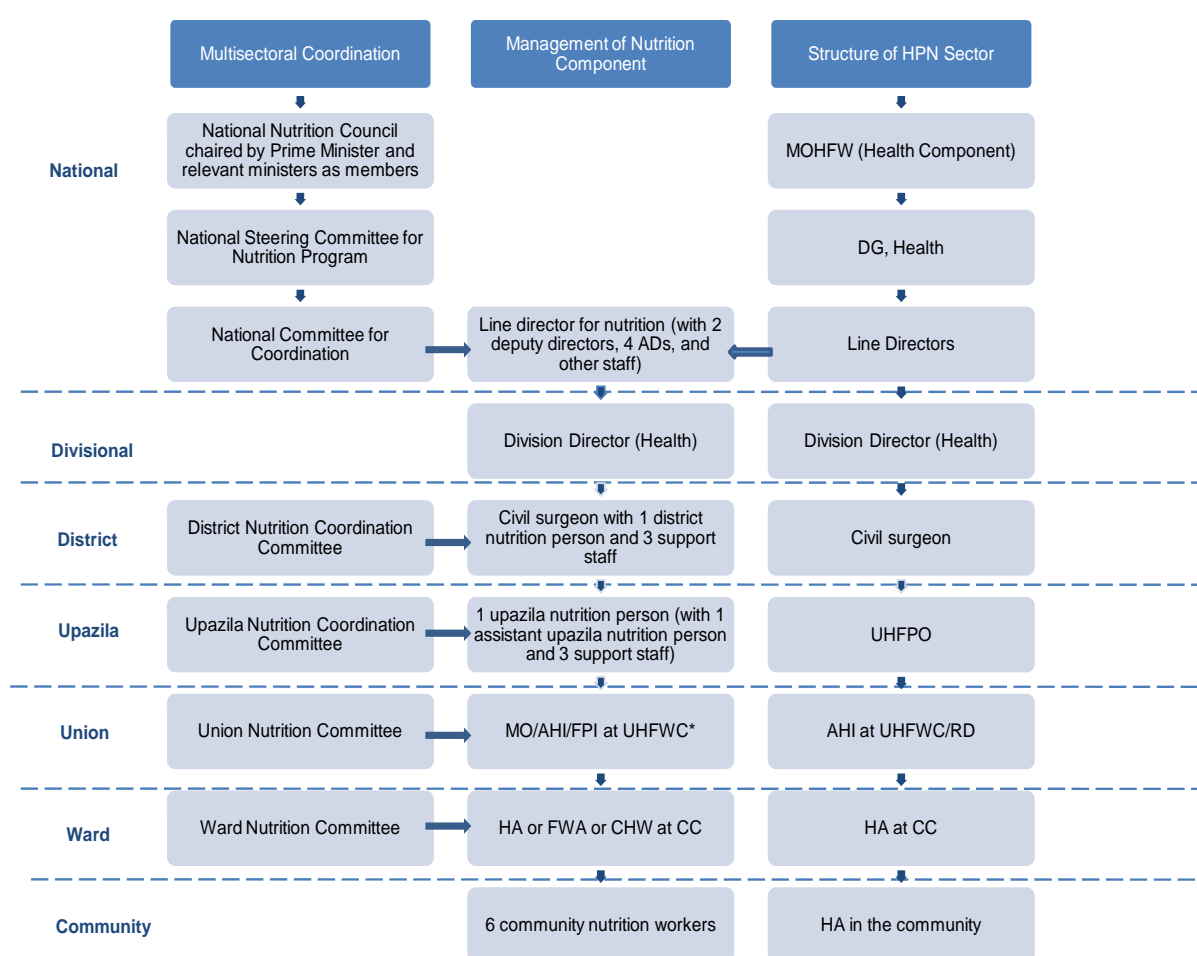 Multisectoral Coordination
Management of Nutrition
Component
Structure of HPN Sector
National
National Nutrition Council
chaired by Prime Minister and
relevant ministers as members
MOHFW (Health Component)
National Steering Committee for
Nutrition Program
DG, Health
National Committee for
Coordination
Line director for nutrition (with 2
deputy directors, 4 ADs, and
other staff)
Line Directors
Divisional
Division Director (Health)
Division Director (Health)
District
District Nutrition Coordination
Committee
Civil surgeon with 1 district
nutrition person and 3 support
staff
Civil surgeon
Upazila
Upazila Nutrition Coordination
Committee
1 upazila nutrition person (with 1
assistant upazila nutrition person
and 3 support staff)
UHFPO
Union
Union Nutrition Committee
MO/AHI/FPI at UHFWC*
AHI at UHFWC/RD
Ward
Ward Nutrition Committee
HA or FWA or CHW at CC
HA at CC
Community
6 community nutrition workers
HA in the community